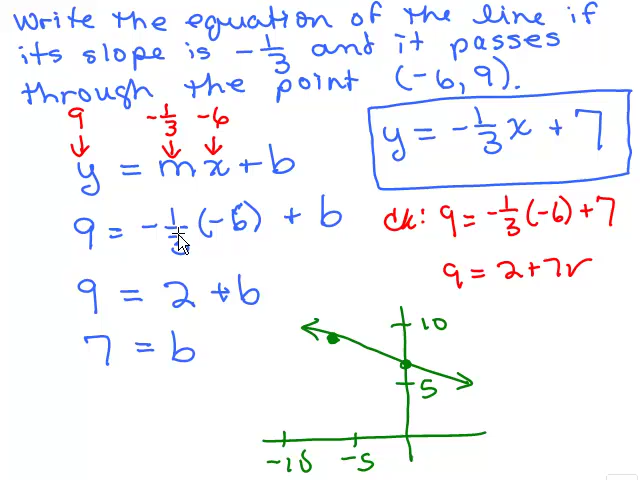 Write the equation of the line if
its slope is -1/3 and it passes
through the point (-6, 9).
9 -1/3 -6
y = mx + b
y = -1/3x + 7
9 = -1/3(-6) + b
ck: 9 = -1/3(-6) + 7
9 = 2 + 7√
9 = 2 + b
7 = b
10
5
-10 -5